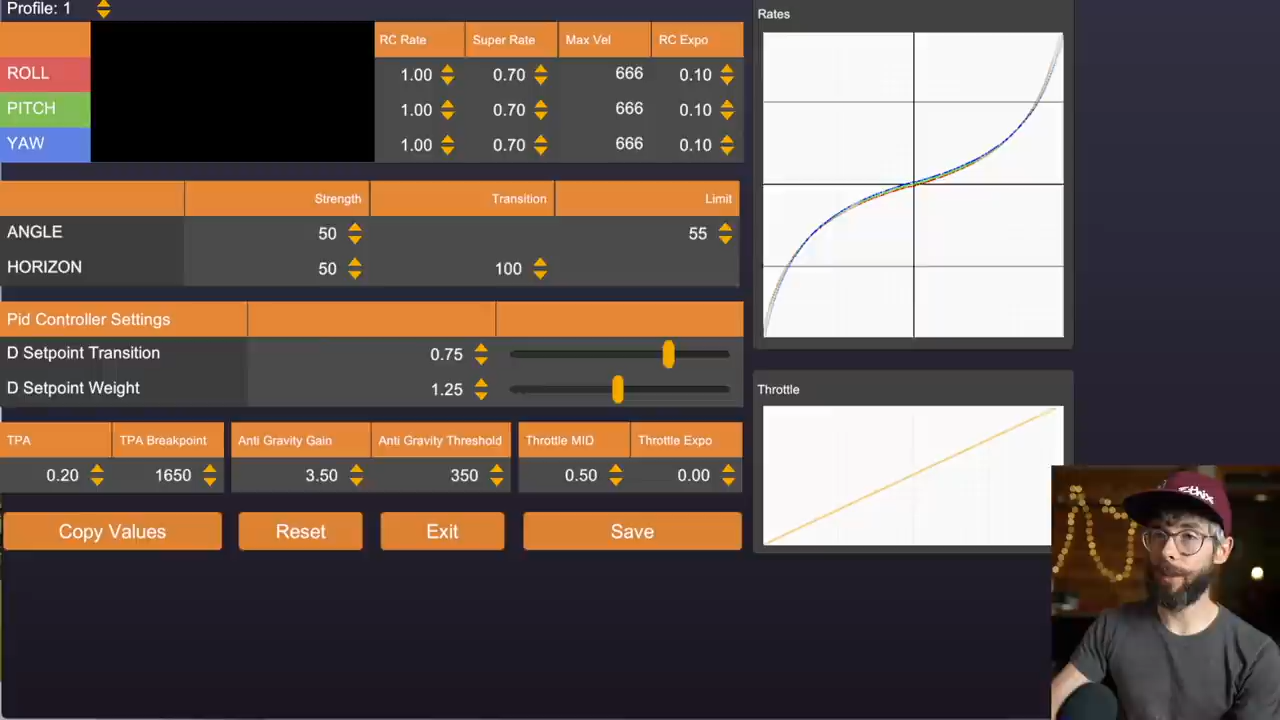 Profile: 1
RC Rate Super Rate Max Vel RC Expo
ROLL 1.00 0.70 666 0.10
PITCH 1.00 0.70 666 0.10
YAW 1.00 0.70 666 0.10
Strength Transition Limit
ANGLE 50 55
HORIZON 50 100
Pid Controller Settings
D Setpoint Transition 0.75
D Setpoint Weight 1.25
TPA TPA Breakpoint Anti Gravity Gain Anti Gravity Threshold Throttle MID Throttle Expo
0.20 1650 3.50 350 0.50 0.00
Copy Values Reset Exit Save
Rates
Throttle
Ethix